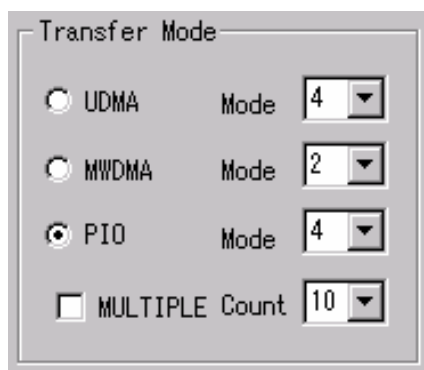 Transfer Mode
UDMA Mode 4
MWDMA Mode 2
PIO Mode 4
MULTIPLE Count 10